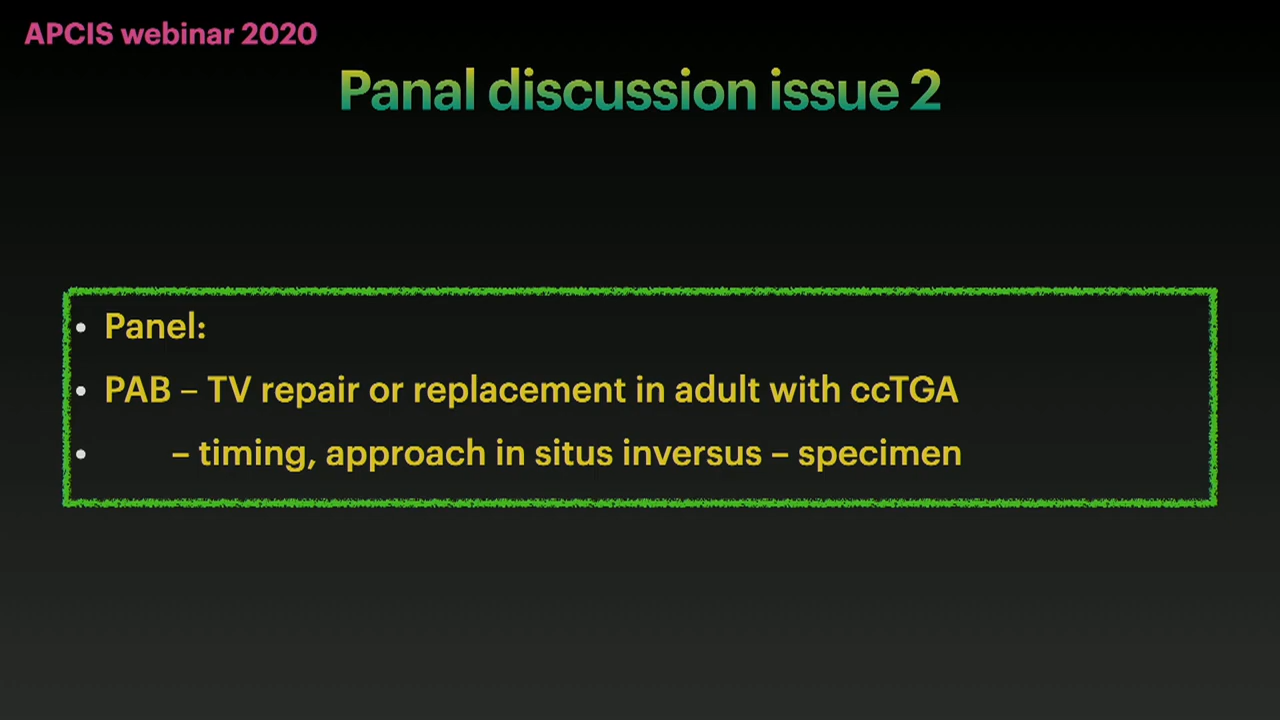 APCIS webinar 2020
Panal discussion issue 2
• Panel:
• PAB – TV repair or replacement in adult with ccTGA
• – timing, approach in situs inversus – specimen